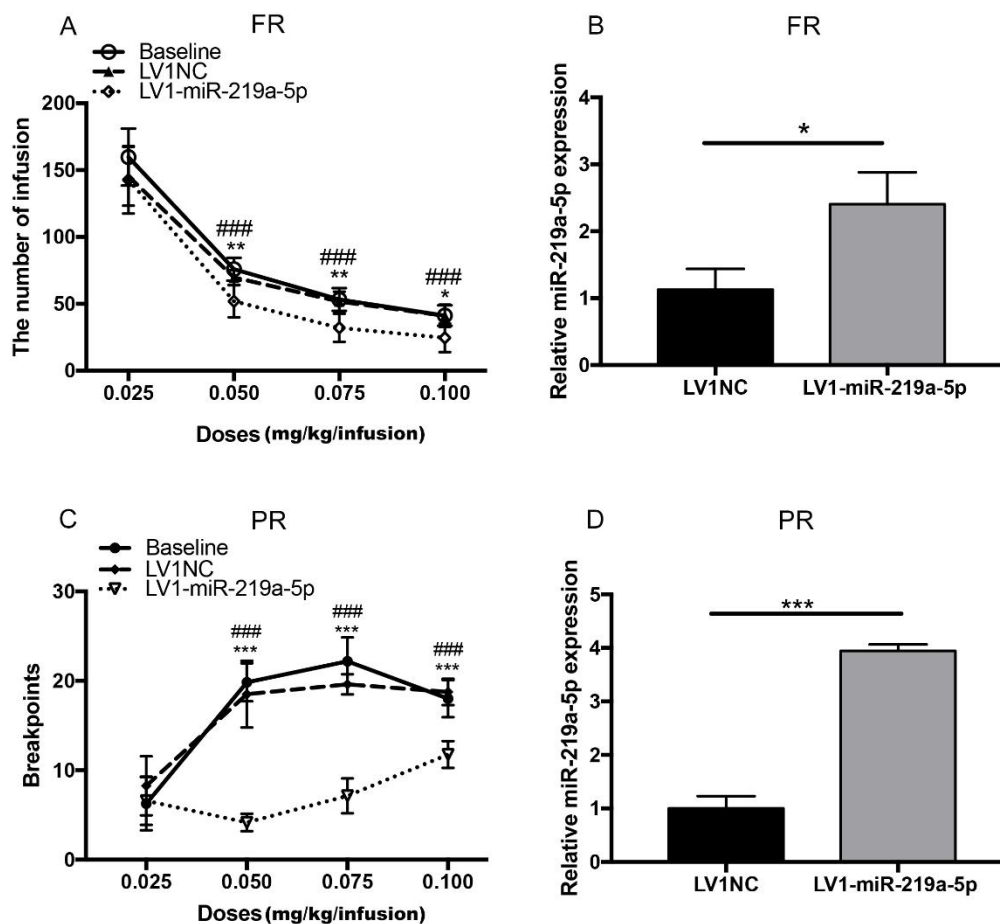 A FR
Baseline
LV1NC
LV1-miR-219a-5p
The number of infusion
200
150
100
50
0
###
**
###
**
###
*
0.025 0.050 0.075 0.100
Doses (mg/kg/infusion)
B FR
Relative miR-219a-5p expression
4
3
2
1
0
*
LV1NC LV1-miR-219a-5p
C PR
Baseline
LV1NC
LV1-miR-219a-5p
Breakpoints
30
20
10
0
###
***
###
***
###
***
0.025 0.050 0.075 0.100
Doses (mg/kg/infusion)
D PR
Relative miR-219a-5p expression
5
4
3
2
1
0
***
LV1NC LV1-miR-219a-5p